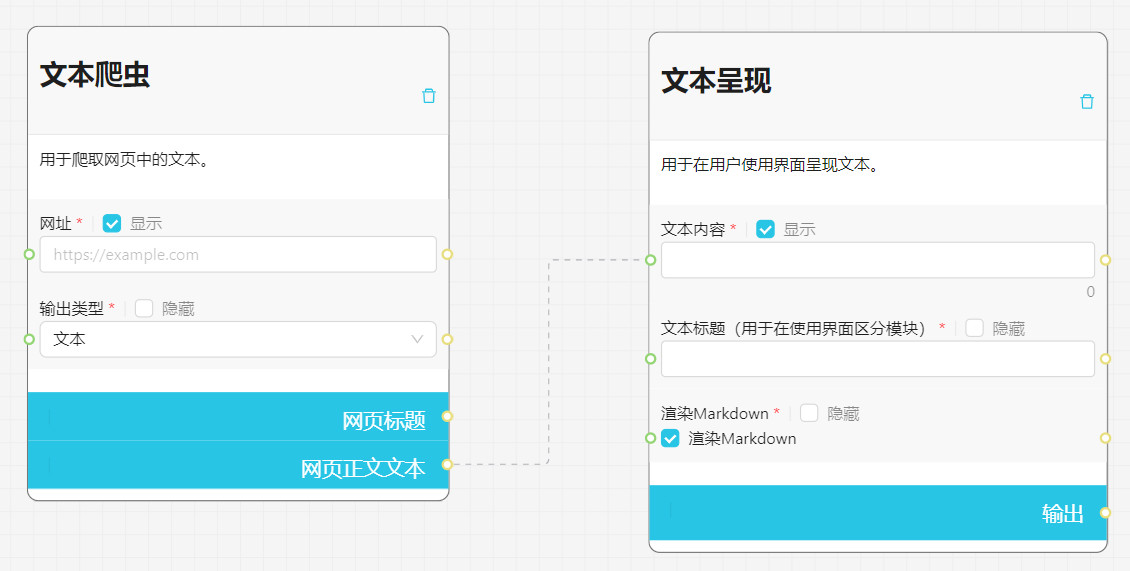 文本爬虫
用于爬取网页中的文本。
网址 * 显示
https://example.com
输出类型 * 隐藏
文本
网页标题
网页正文文本
文本呈现
用于在用户使用界面呈现文本。
文本内容 * 显示
0
文本标题（用于在使用界面区分模块） * 隐藏
渲染Markdown * 隐藏
渲染Markdown
输出